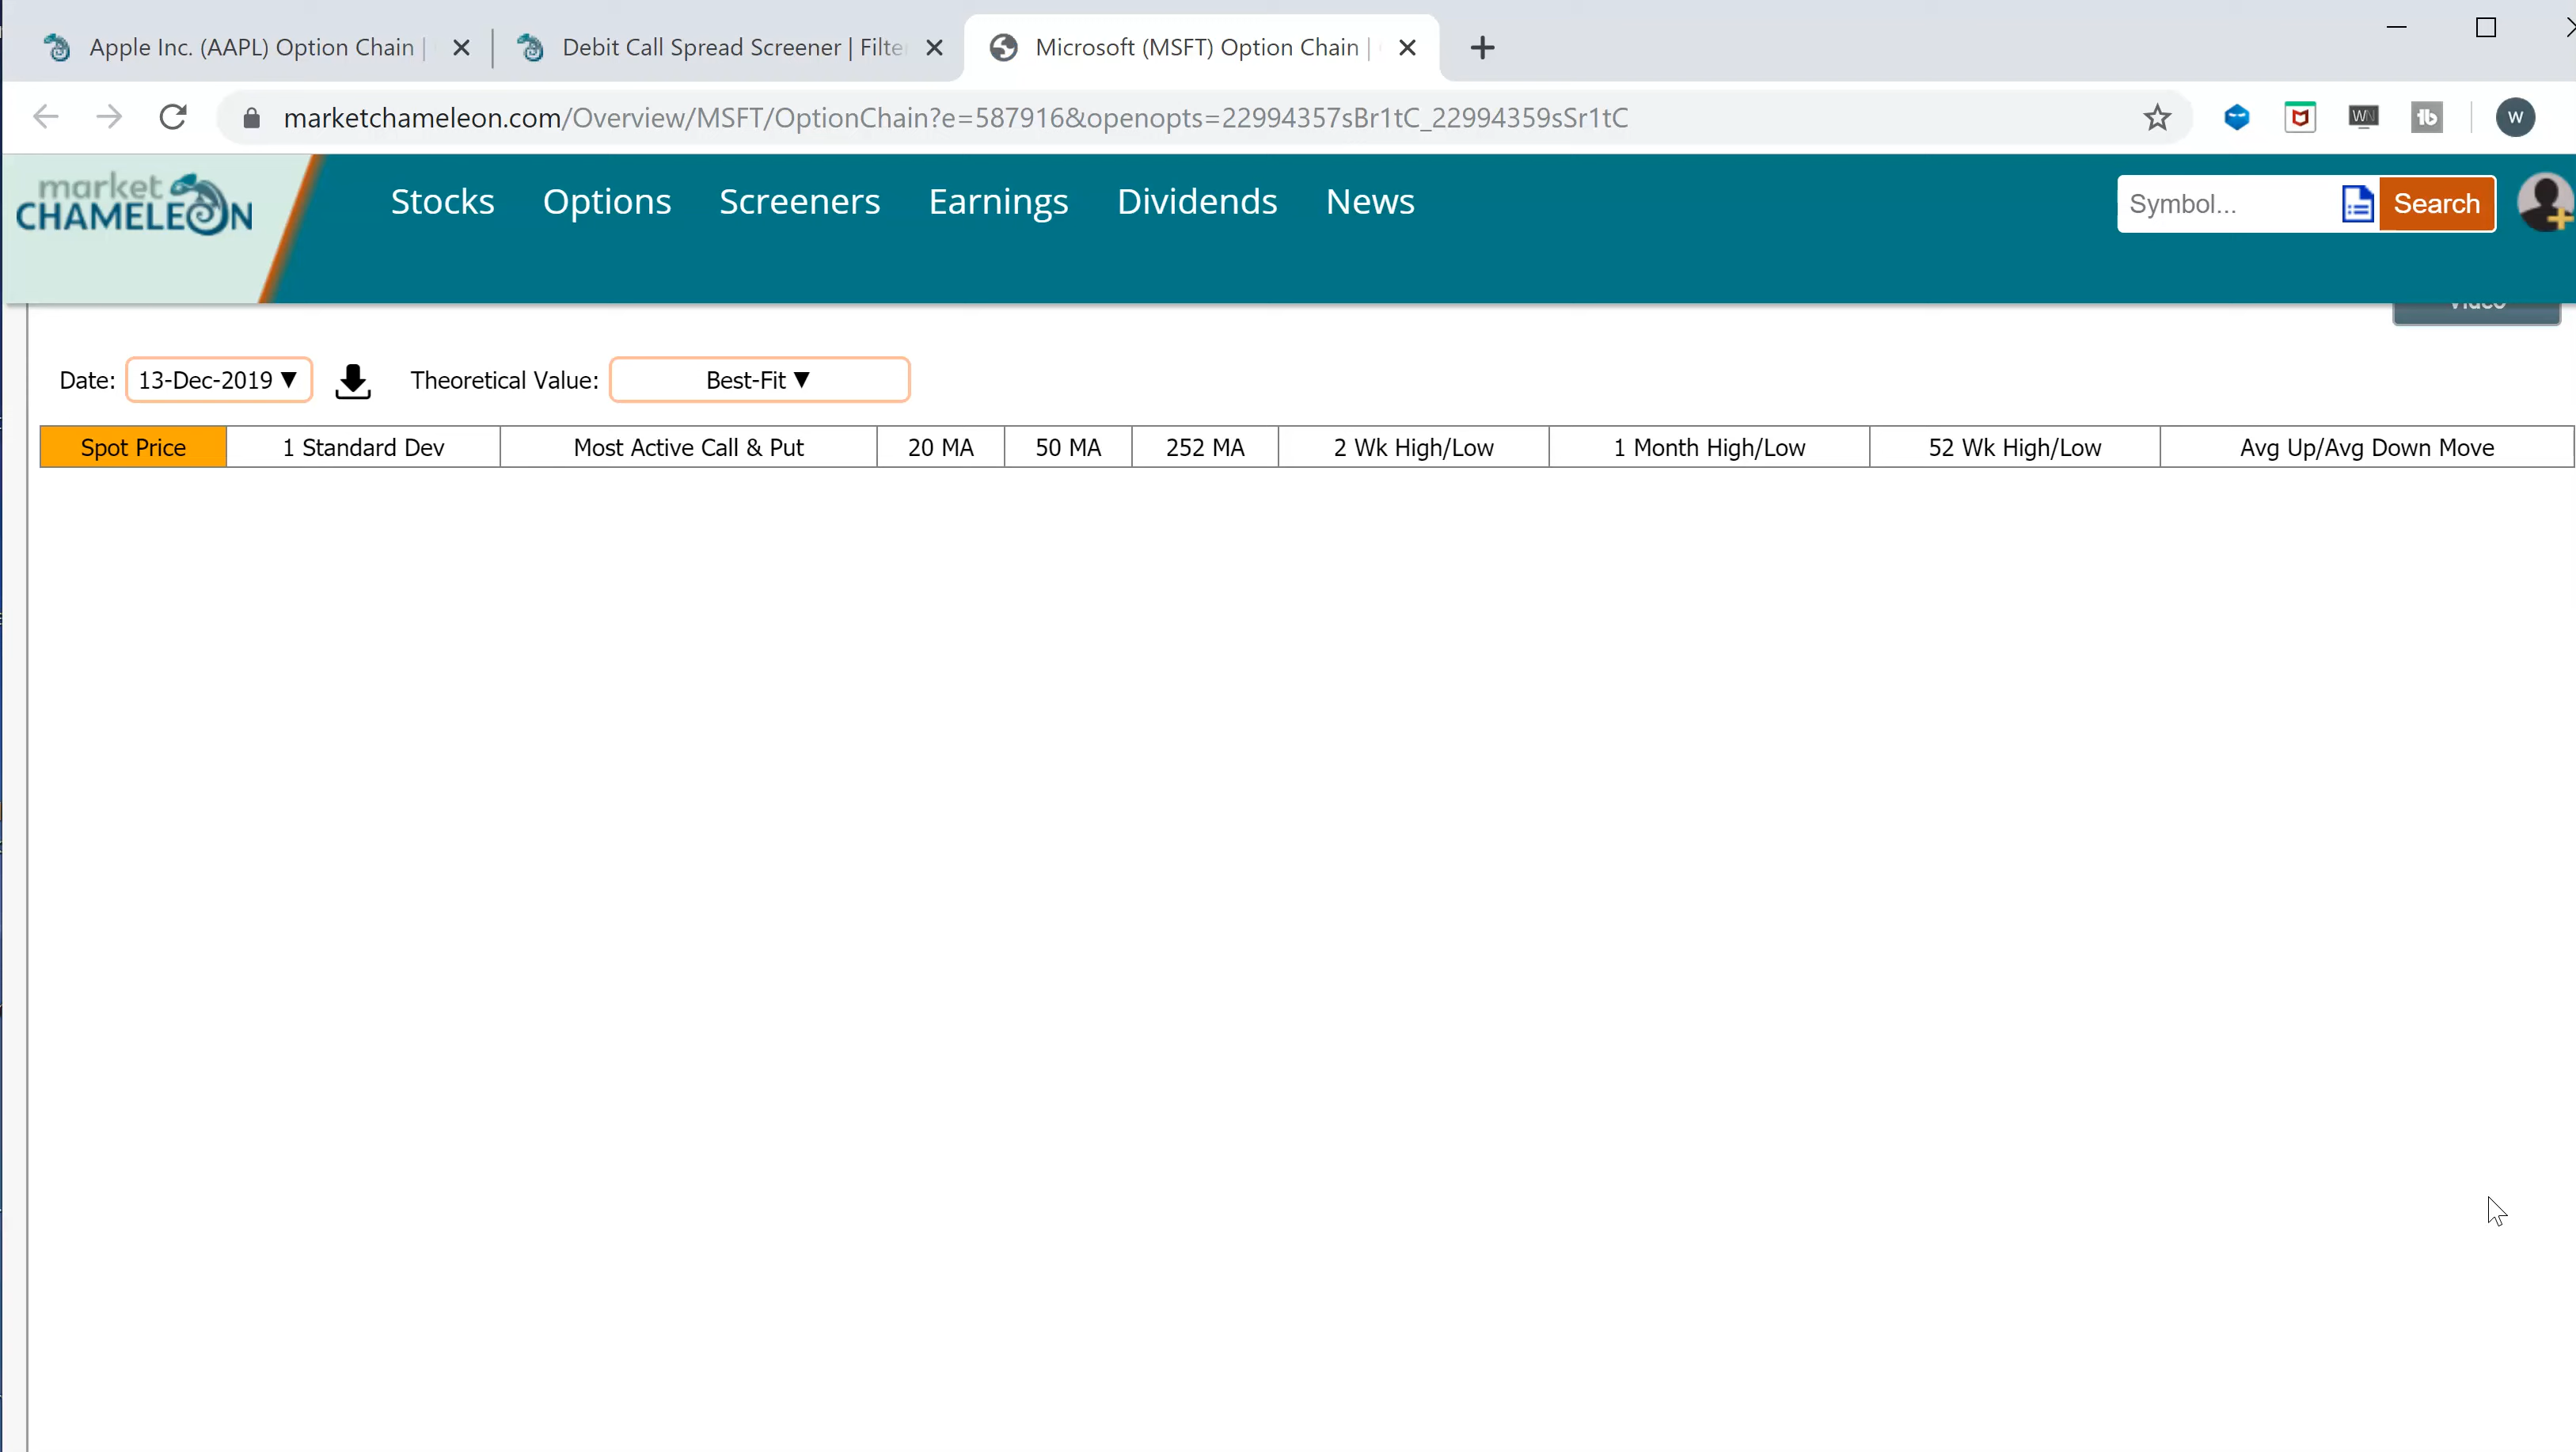 Apple Inc. (AAPL) Option Chain |
Debit Call Spread Screener | Filte
Microsoft (MSFT) Option Chain |
marketchameleon.com/Overview/MSFT/OptionChain?e=587916&openopts=22994357sBr1tC_22994359sSr1tC
W
market
CHAMELEON
Stocks Options Screeners Earnings Dividends News
Symbol... Search
Video
Date: 13-Dec-2019 ▼ Theoretical Value: Best-Fit ▼
Spot Price 1 Standard Dev Most Active Call & Put 20 MA 50 MA 252 MA 2 Wk High/Low 1 Month High/Low 52 Wk High/Low Avg Up/Avg Down Move